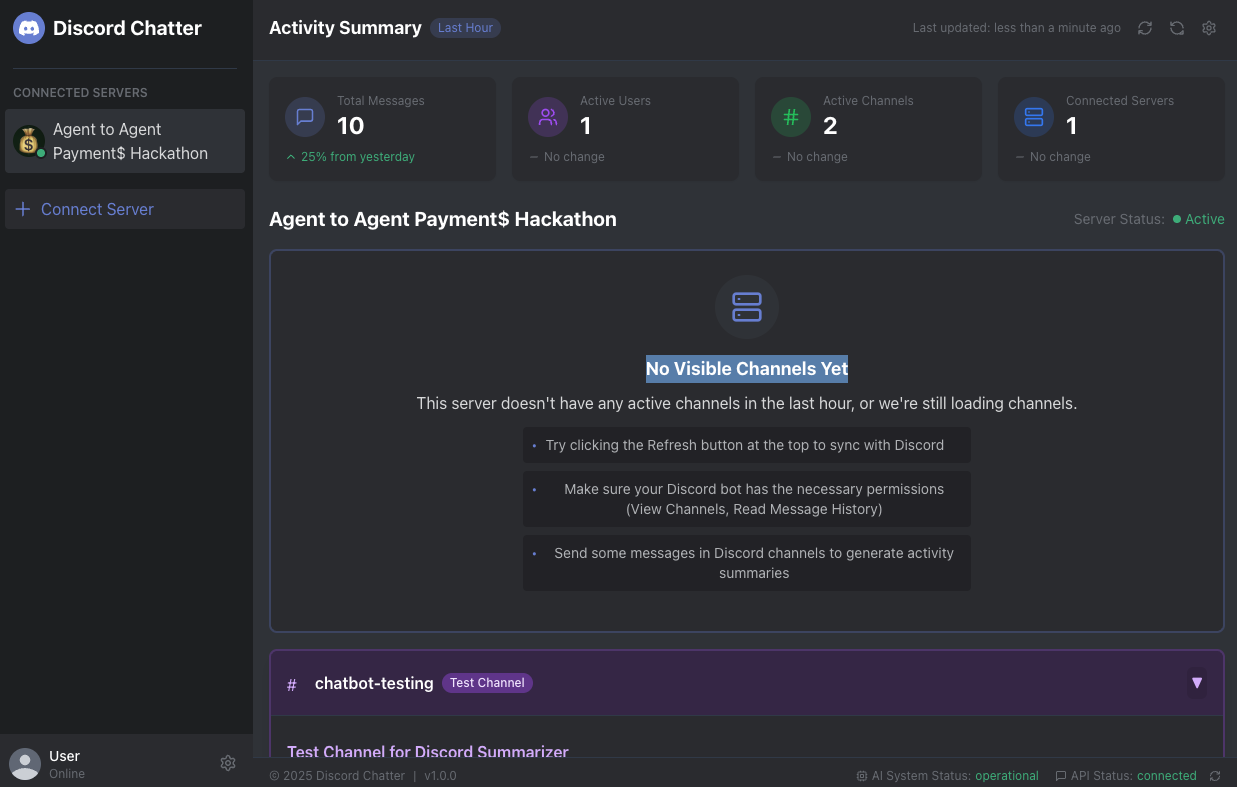 Discord Chatter
CONNECTED SERVERS
Agent to Agent
Payment$ Hackathon
Connect Server
User
Online
Activity Summary
Last Hour
Last updated: less than a minute ago
Total Messages
10
25% from yesterday
Active Users
1
No change
Active Channels
2
No change
Connected Servers
1
No change
Agent to Agent Payment$ Hackathon
Server Status: Active
No Visible Channels Yet
This server doesn't have any active channels in the last hour, or we're still loading channels.
• Try clicking the Refresh button at the top to sync with Discord
• Make sure your Discord bot has the necessary permissions
(View Channels, Read Message History)
• Send some messages in Discord channels to generate activity
summaries
# chatbot-testing Test Channel ▼
Test Channel for Discord Summarizer
© 2025 Discord Chatter | v1.0.0
AI System Status: operational
API Status: connected